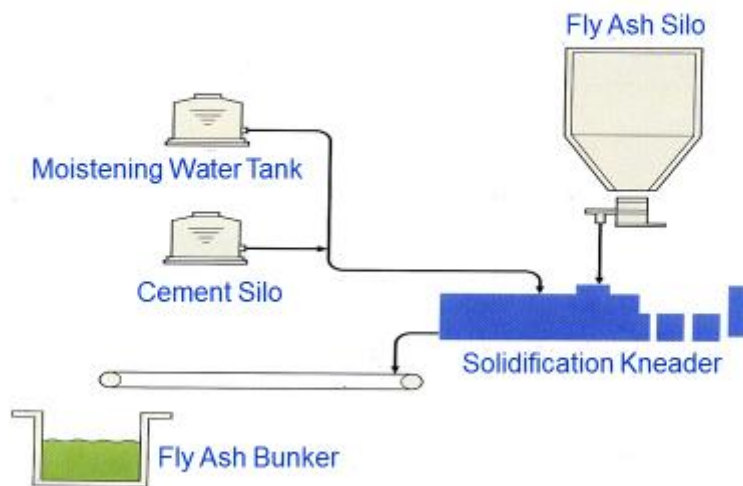 Fly Ash Silo
Moistening Water Tank
Cement Silo
Solidification Kneader
Fly Ash Bunker